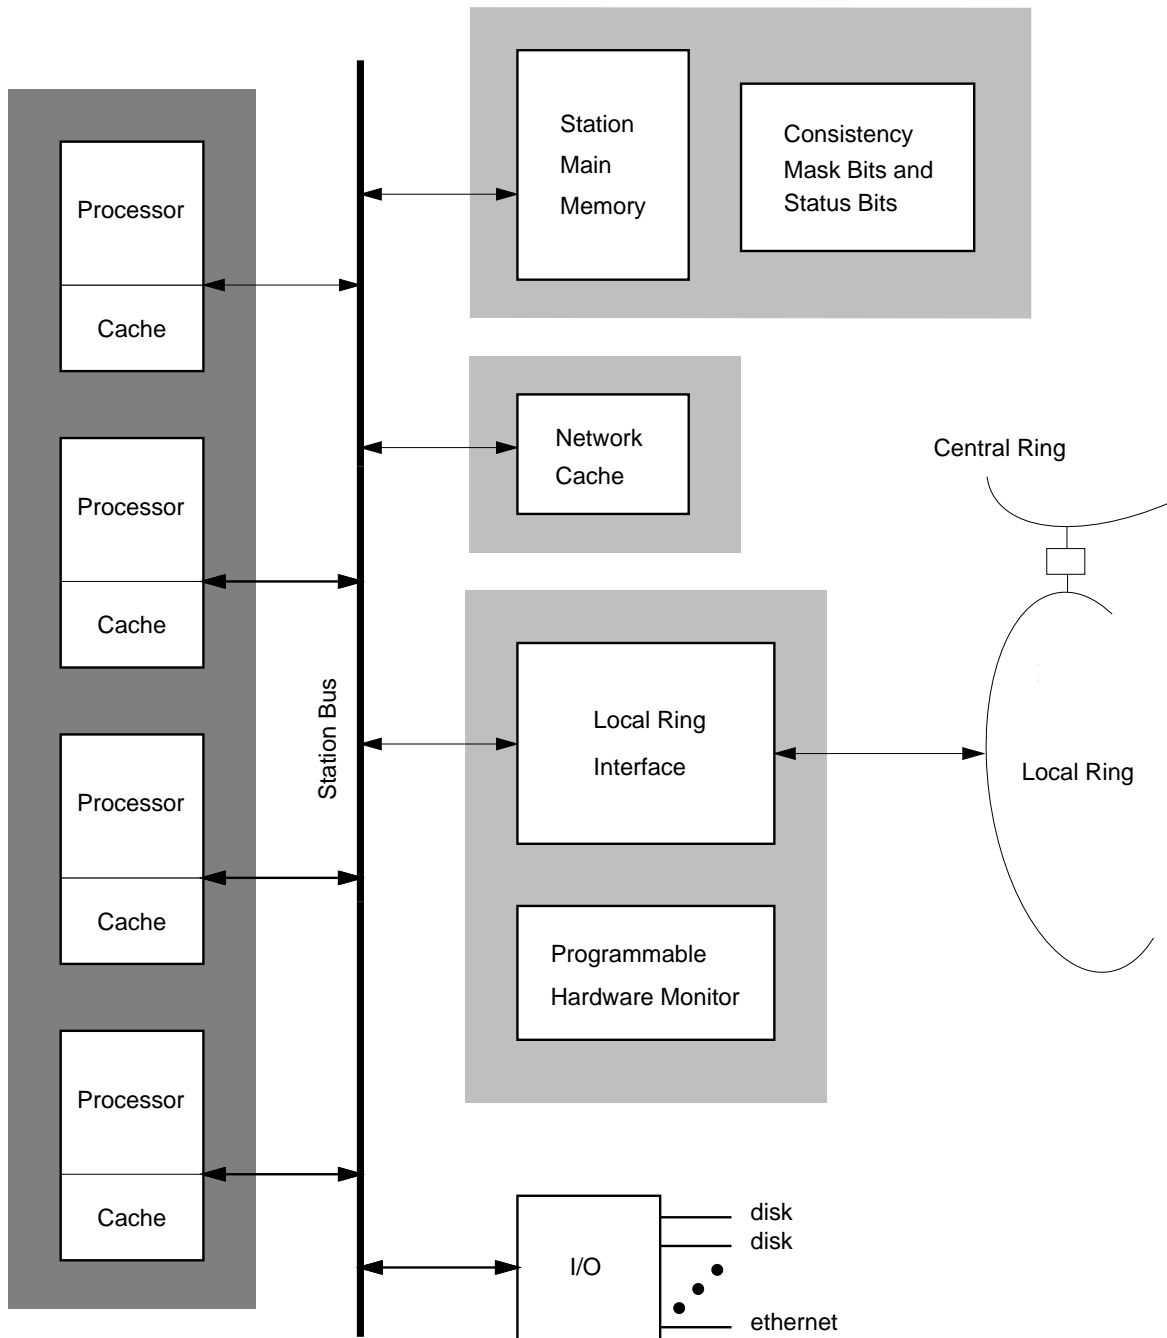 Processor
Cache
Processor
Cache
Processor
Cache
Processor
Cache
Station Bus
Station
Main
Memory
Consistency
Mask Bits and
Status Bits
Network
Cache
Local Ring
Interface
Programmable
Hardware Monitor
Central Ring
Local Ring
I/O
disk
disk
ethernet